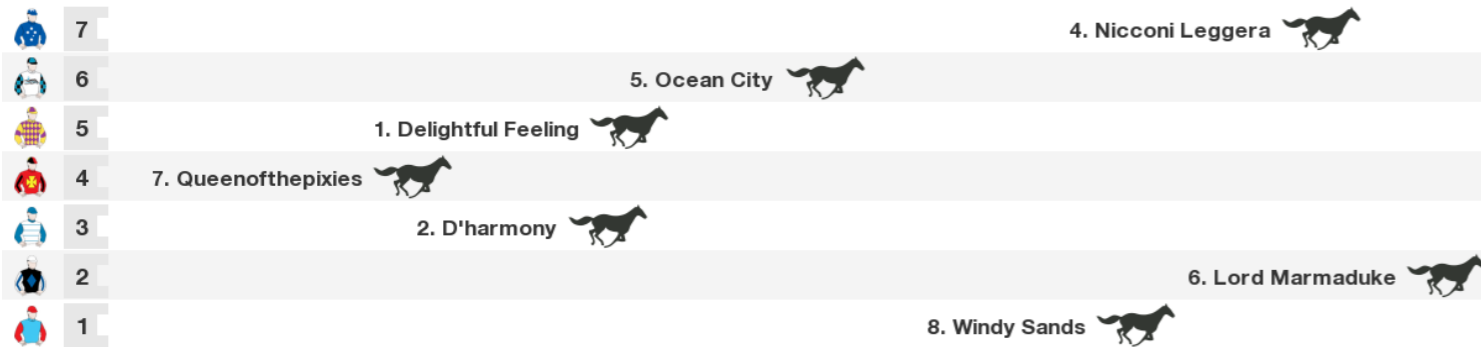 7 4. Nicconi Leggera
6 5. Ocean City
5 1. Delightful Feeling
4 7. Queenofthepixies
3 2. D'harmony
2 6. Lord Marmaduke
1 8. Windy Sands